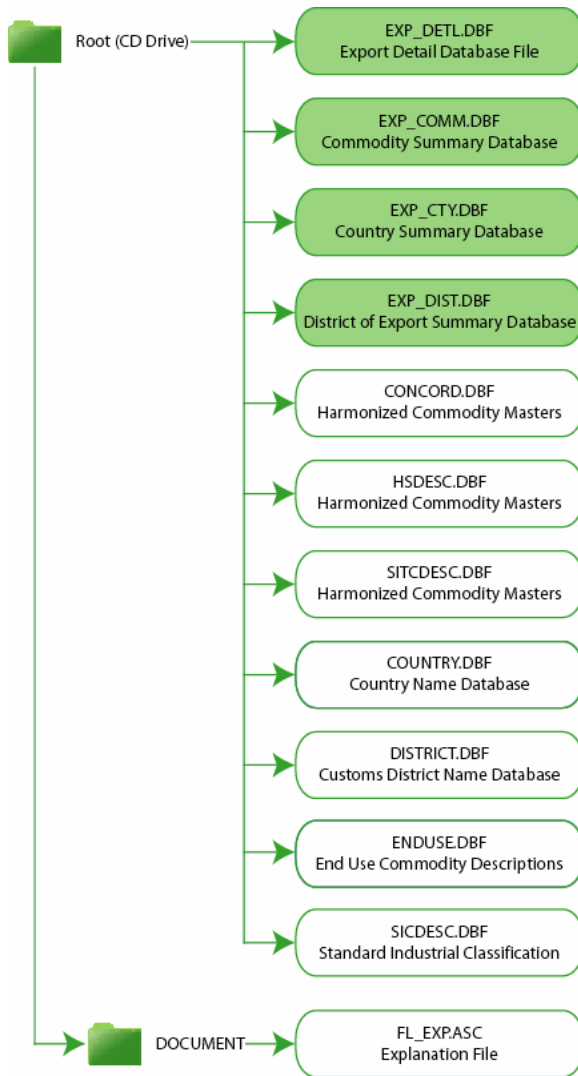 Root (CD Drive)
EXP_DETL.DBF
Export Detail Database File
EXP_COMM.DBF
Commodity Summary Database
EXP_CTY.DBF
Country Summary Database
EXP_DIST.DBF
District of Export Summary Database
CONCORD.DBF
Harmonized Commodity Masters
HSDESC.DBF
Harmonized Commodity Masters
SITCDESC.DBF
Harmonized Commodity Masters
COUNTRY.DBF
Country Name Database
DISTRICT.DBF
Customs District Name Database
ENDUSE.DBF
End Use Commodity Descriptions
SICDESC.DBF
Standard Industrial Classification
DOCUMENT
FL_EXP.ASC
Explanation File